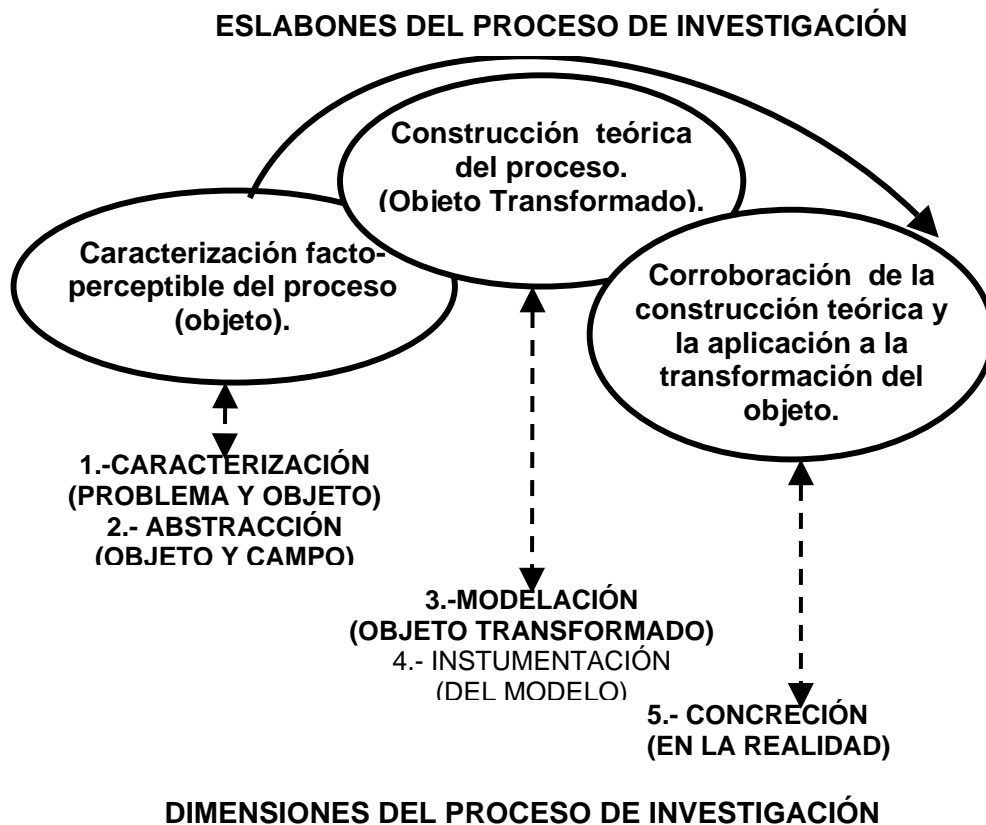 ESLABONES DEL PROCESO DE INVESTIGACIÓN
Construcción teórica
del proceso.
(Objeto Transformado).
Caracterización facto-
perceptible del proceso
(objeto).
Corroboración de la
construcción teórica y
la aplicación a la
transformación del
objeto.
1.-CARACTERIZACIÓN
(PROBLEMA Y OBJETO)
2.- ABSTRACCIÓN
(OBJETO Y CAMPO)
3.-MODELACIÓN
(OBJETO TRANSFORMADO)
4.- INSTUMENTACIÓN
(DEL MODELO)
5.- CONCRECIÓN
(EN LA REALIDAD)
DIMENSIONES DEL PROCESO DE INVESTIGACIÓN